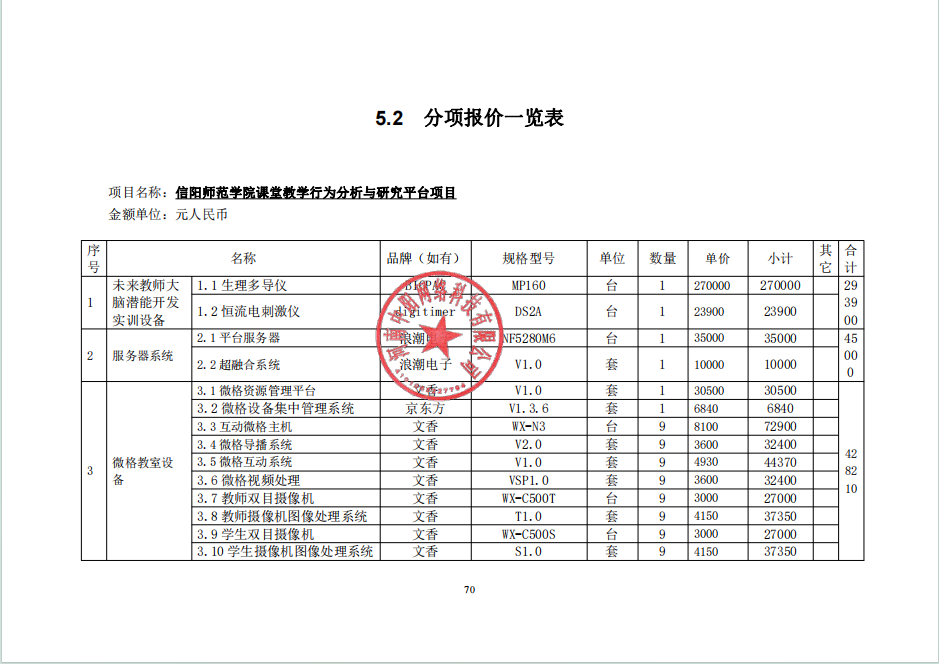 5.2 分项报价一览表
项目名称：信阳师范学院课堂教学行为分析与研究平台项目
金额单位：元人民币
序号 名称 品牌（如有） 规格型号 单位 数量 单价 小计 其它 合计
1 未来教师大脑潜能开发实训设备 1.1 生理多导仪 BIOPAC MP160 台 1 270000 270000 293900
1.2 恒流电刺激仪 digitimer DS2A 台 1 23900 23900
2 服务器系统 2.1 平台服务器 浪潮电子 NF5280M6 台 1 35000 35000 45000
2.2 超融合系统 浪潮电子 V1.0 套 1 10000 10000
3 微格教室设备 3.1 微格资源管理平台 文香 V1.0 套 1 30500 30500 428210
3.2 微格设备集中管理系统 京东方 V1.3.6 套 1 6840 6840
3.3 互动微格主机 文香 WX-N3 台 9 8100 72900
3.4 微格导播系统 文香 V2.0 套 9 3600 32400
3.5 微格互动系统 文香 V1.0 套 9 4930 44370
3.6 微格视频处理 文香 VSP1.0 套 9 3600 32400
3.7 教师双目摄像机 文香 WX-C500T 台 9 3000 27000
3.8 教师摄像机图像处理系统 文香 T1.0 套 9 4150 37350
3.9 学生双目摄像机 文香 WX-C500S 台 9 3000 27000
3.10 学生摄像机图像处理系统 文香 S1.0 套 9 4150 37350
河南中阳网络科技有限公司
70